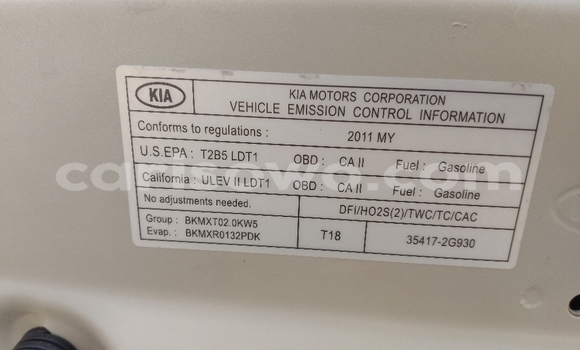 KIA
KIA MOTORS CORPORATION
VEHICLE EMISSION CONTROL INFORMATION
Conforms to regulations : 2011 MY
U.S.EPA : T2B5 LDT1 OBD : CA II Fuel : Gasoline
California : ULEV II LDT1 OBD : CA II Fuel : Gasoline
No adjustments needed. DFI/HO2S(2)/TWC/TC/CAC
Group : BKMXT02.0KW5
Evap. : BKMXR0132PDK T18 35417-2G930